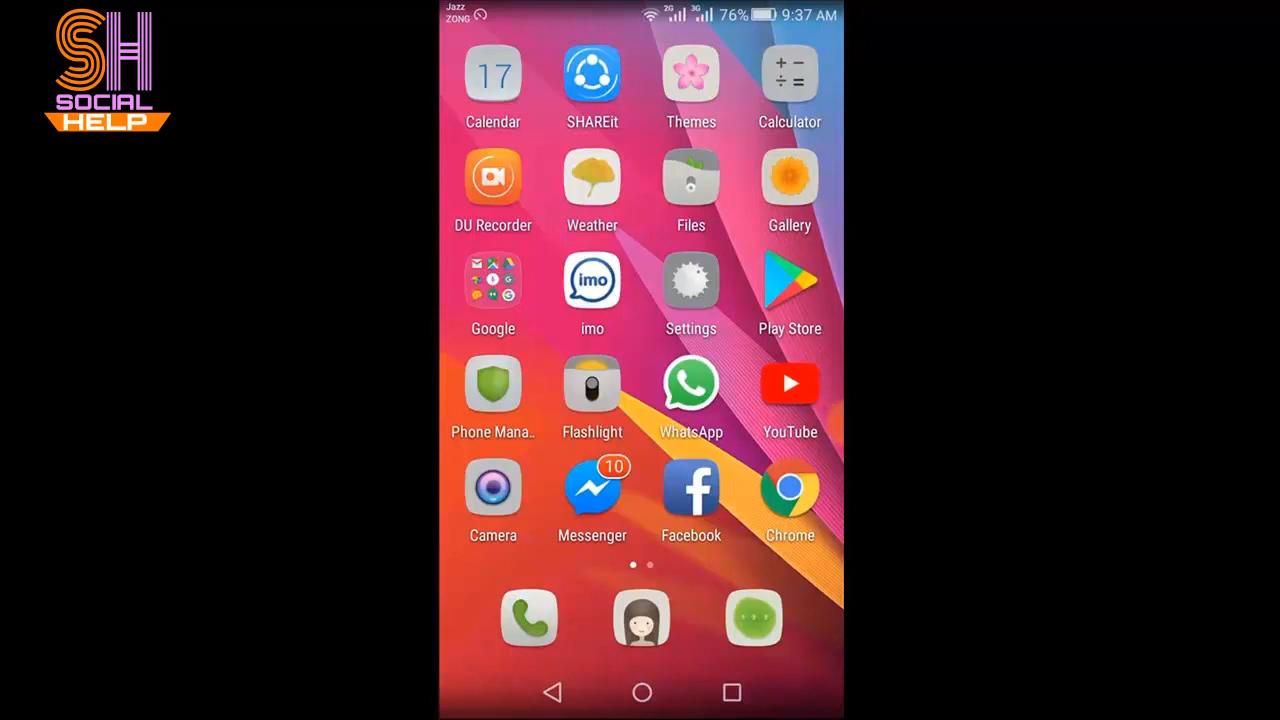 SH
SOCIAL
HELP
Jazz
ZONG
2G 3G 76% 9:37 AM
17
Calendar SHAREit Themes Calculator
DU Recorder Weather Files Gallery
imo
Google imo Settings Play Store
Phone Mana.. Flashlight WhatsApp YouTube
10
Camera Messenger Facebook Chrome